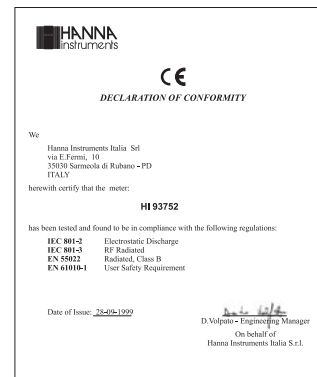 HANNA
instruments
CE
DECLARATION OF CONFORMITY
We
Hanna Instruments Italia Srl
via E.Fermi, 10
35030 Sarmeola di Rubano - PD
ITALY
herewith certify that the meter:
HI 93752
has been tested and found to be in compliance with the following regulations:
IEC 801-2 Electrostatic Discharge
IEC 801-3 RF Radiated
EN 55022 Radiated, Class B
EN 61010-1 User Safety Requirement
Date of Issue: 28-09-1999
D.Volpato - Engineering Manager
On behalf of
Hanna Instruments Italia S.r.l.